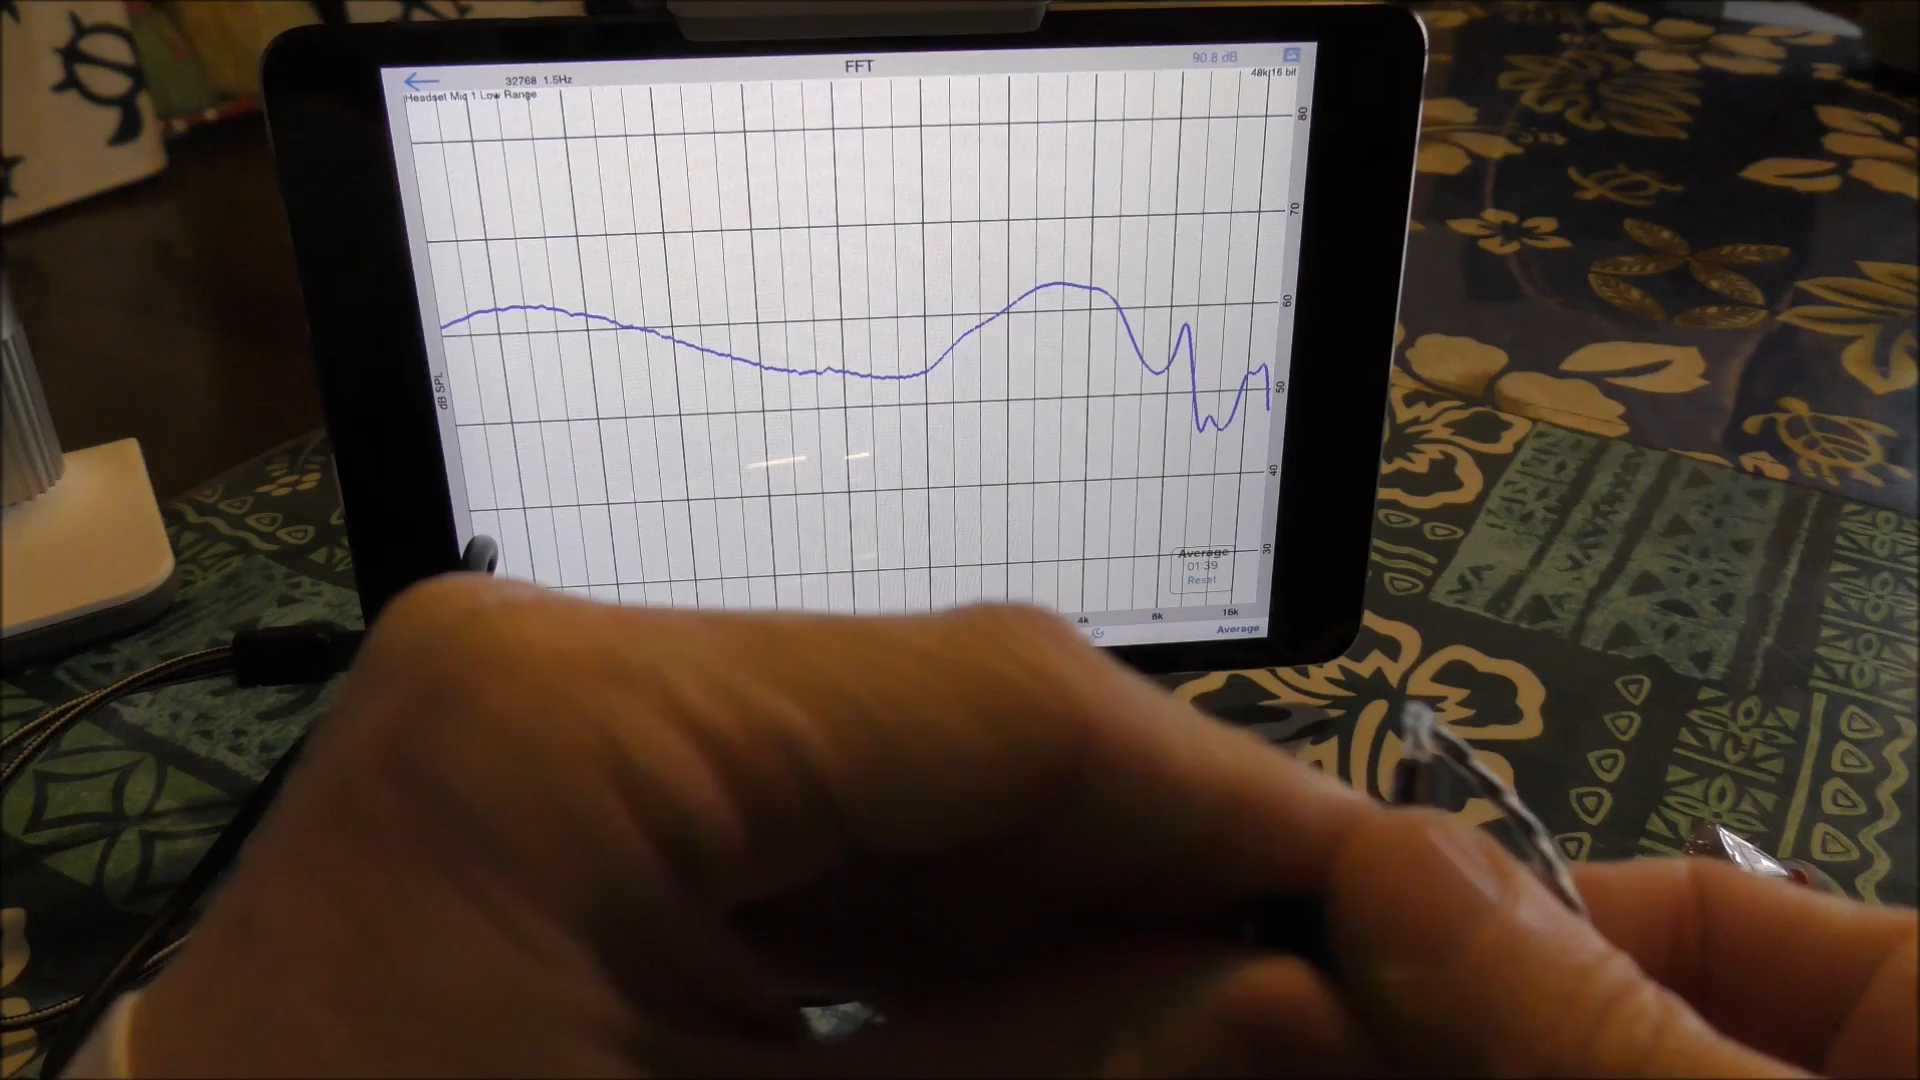 FFT
90.8 dB
32768 1.5Hz
48k|16 bit
Headset Mic 1 Low Range
80
70
60
50
40
30
dB SPL
Average
01:39
Reset
4k
8k
16k
Average